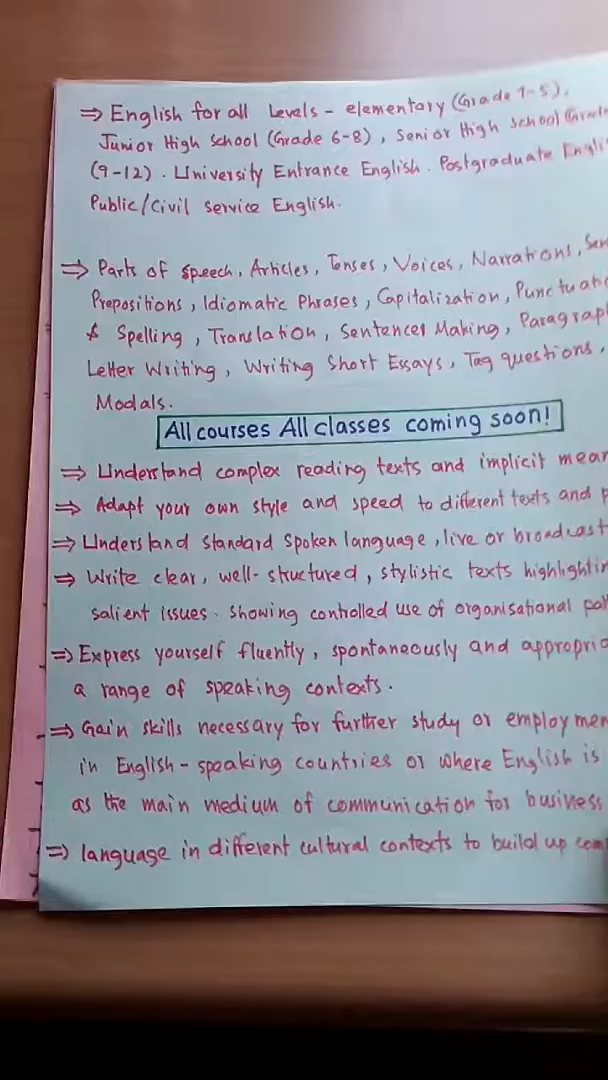 ⇒ English for all Levels - elementary (Grade 1-5),
Junior High School (Grade 6-8), Senior High School Grade
(9-12). University Entrance English. Postgraduate
Public/Civil service English.
⇒ Parts of speech, Articles, Tenses, Voices, Narrations,
Prepositions, Idiomatic Phrases, Capitalization,
& Spelling, Translation, Sentences Making,
Letter Writing, Writing Short Essays, Tag questions,
Modals.
All courses All classes coming soon!
⇒ Understand complex reading texts and implicit
⇒ Adapt your own style and speed to different texts and
⇒ Understand standard spoken language, live or broadcast
⇒ Write clear, well-structured, stylistic texts
salient issues. showing controlled use of organisational
⇒ Express yourself fluently, spontaneously and
a range of speaking contexts.
⇒ Gain skills necessary for further study or
in English-speaking countries or where English is
as the main medium of communication for business
⇒ language in different cultural contexts to build up